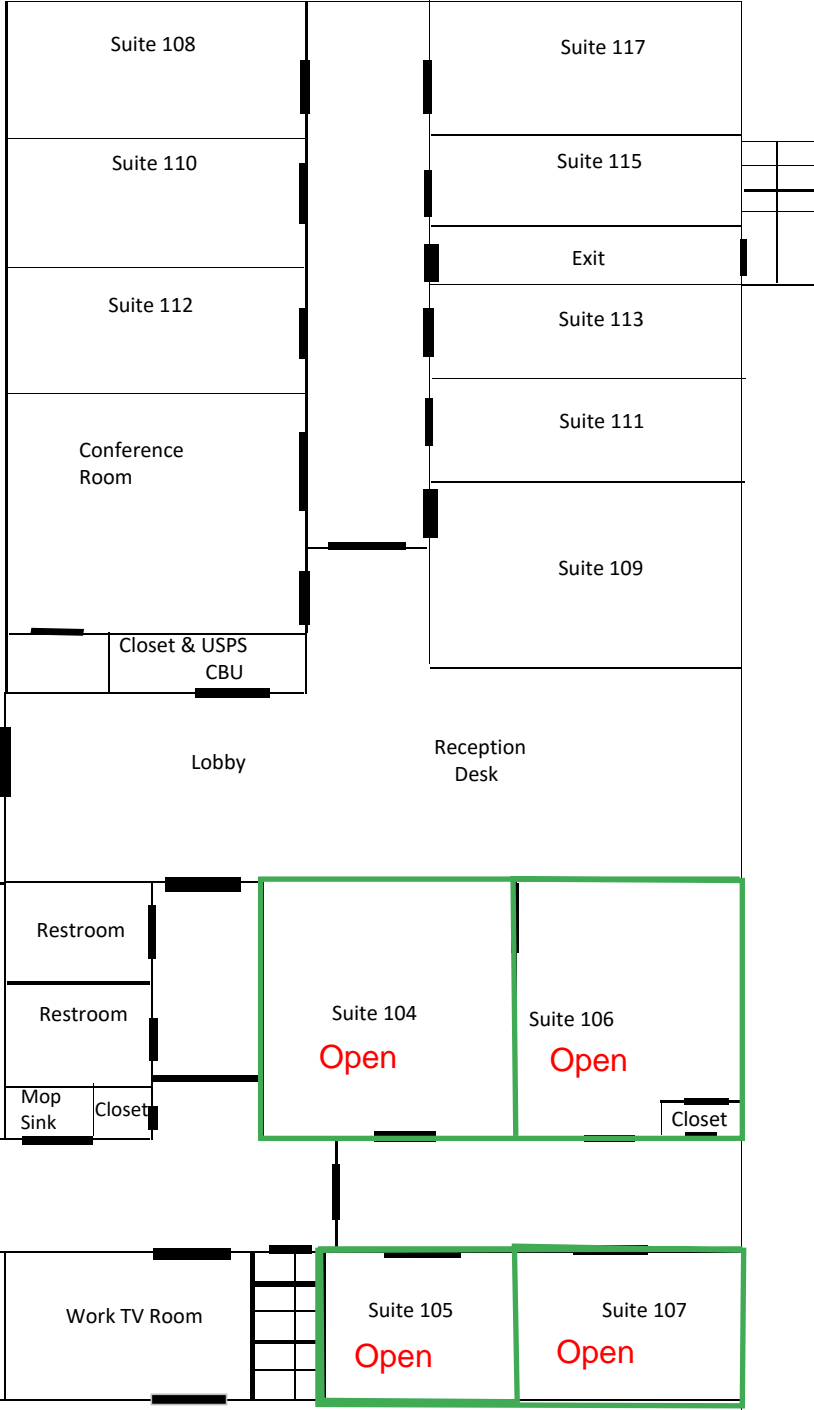 Suite 108
Suite 117
Suite 110
Suite 115
Exit
Suite 112
Suite 113
Suite 111
Conference
Room
Suite 109
Closet & USPS
CBU
Lobby
Reception
Desk
Restroom
Restroom
Suite 104
Open
Suite 106
Open
Mop
Sink
Closet
Closet
Work TV Room
Suite 105
Open
Suite 107
Open